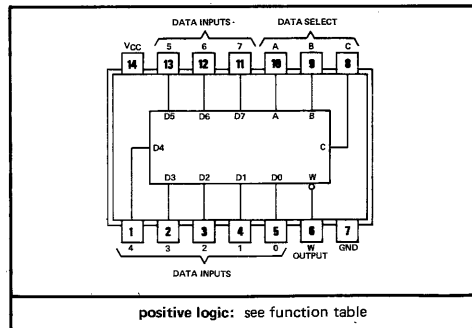 DATA INPUTS - DATA SELECT
VCC 5 6 7 A B C
14 13 12 11 10 9 8
D5 D6 D7 A B
D4 C
D3 D2 D1 D0 W
1 2 3 4 5 6 7
4 3 2 1 0 W GND
OUTPUT
DATA INPUTS
positive logic: see function table